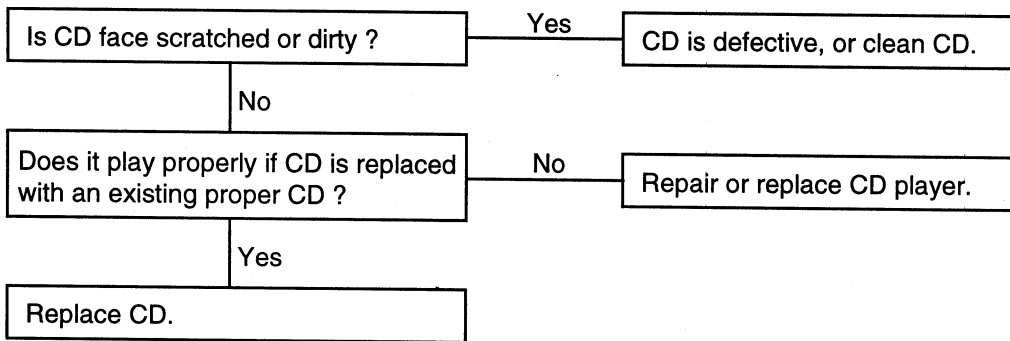 Is CD face scratched or dirty ?
Yes
CD is defective, or clean CD.
No
Does it play properly if CD is replaced
with an existing proper CD ?
No
Repair or replace CD player.
Yes
Replace CD.